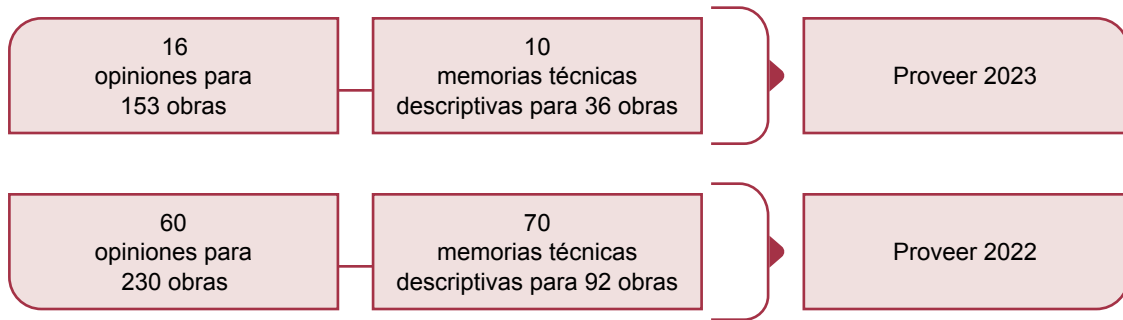 16
opiniones para
153 obras
10
memorias técnicas
descriptivas para 36 obras
Proveer 2023
60
opiniones para
230 obras
70
memorias técnicas
descriptivas para 92 obras
Proveer 2022